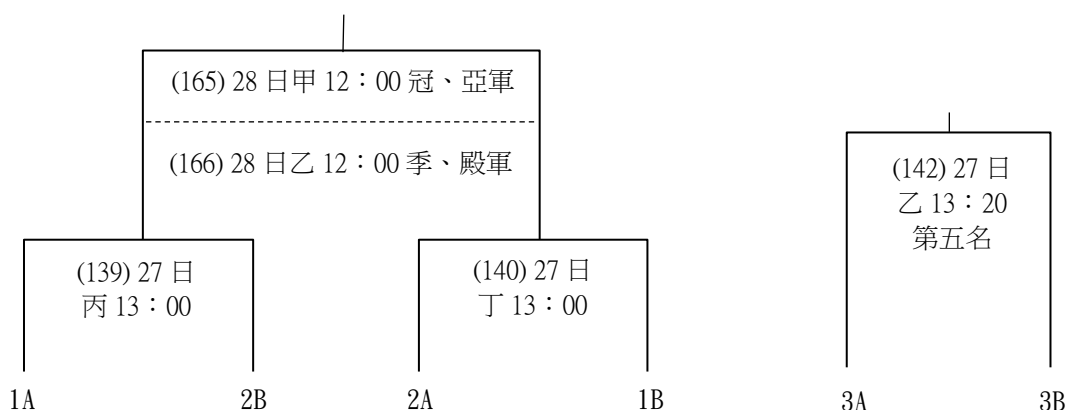 (165) 28 日甲 12：00 冠、亞軍
(166) 28 日乙 12：00 季、殿軍
(142) 27 日
乙 13：20
第五名
(139) 27 日
丙 13：00
(140) 27 日
丁 13：00
1A 2B 2A 1B 3A 3B